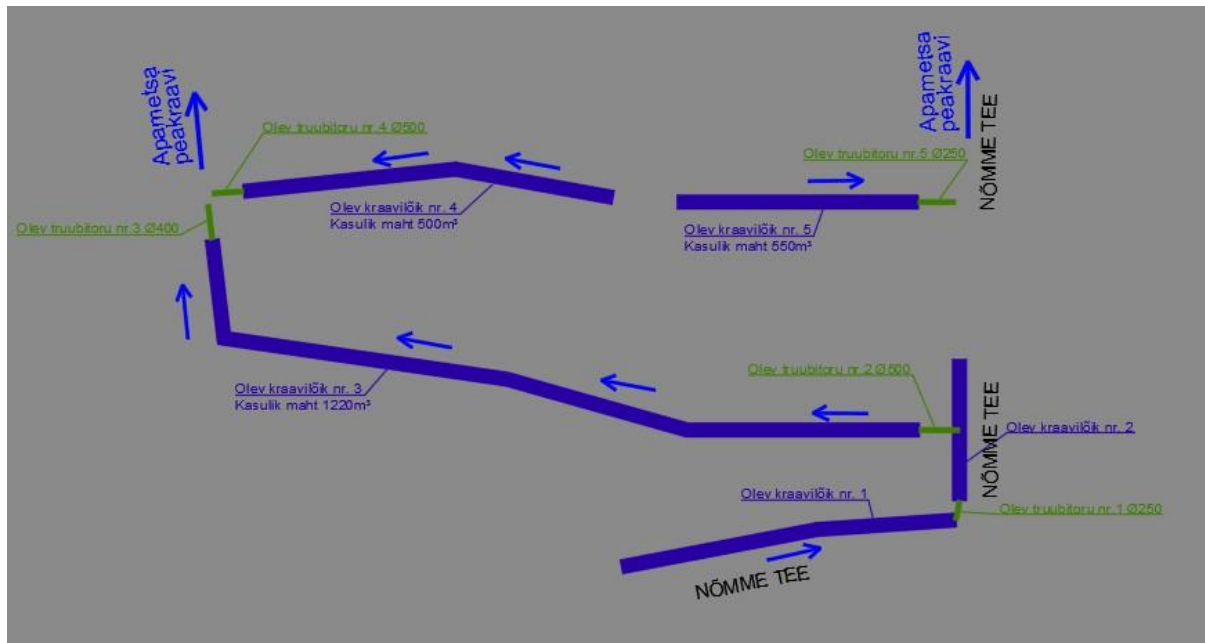 Apametsa
peakraavi
Apametsa
peakraavi
NÕMME TEE
Olev truubitoru nr.4 Ø500
Olev truubitoru nr.5 Ø250
Olev kraavilõik nr. 4
Kasulik maht 500m³
Olev truubitoru nr.3 Ø400
Olev kraavilõik nr. 5
Kasulik maht 550m³
Olev kraavilõik nr. 3
Kasulik maht 1220m³
Olev truubitoru nr.2 Ø500
NÕMME TEE
Olev kraavilõik nr. 2
Olev kraavilõik nr. 1
Olev truubitoru nr.1 Ø250
NÕMME TEE